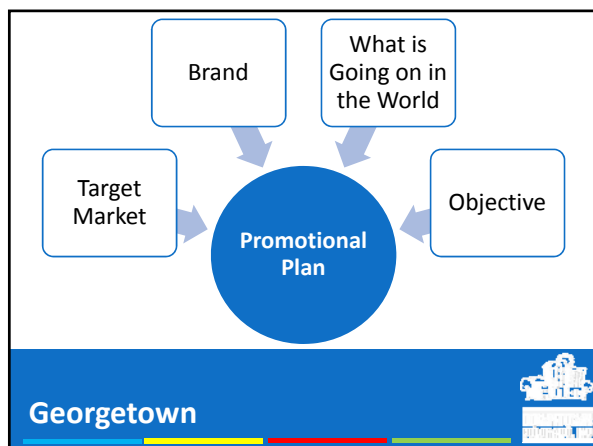 Brand
What is
Going on in
the World
Target
Market
Objective
Promotional
Plan
Georgetown